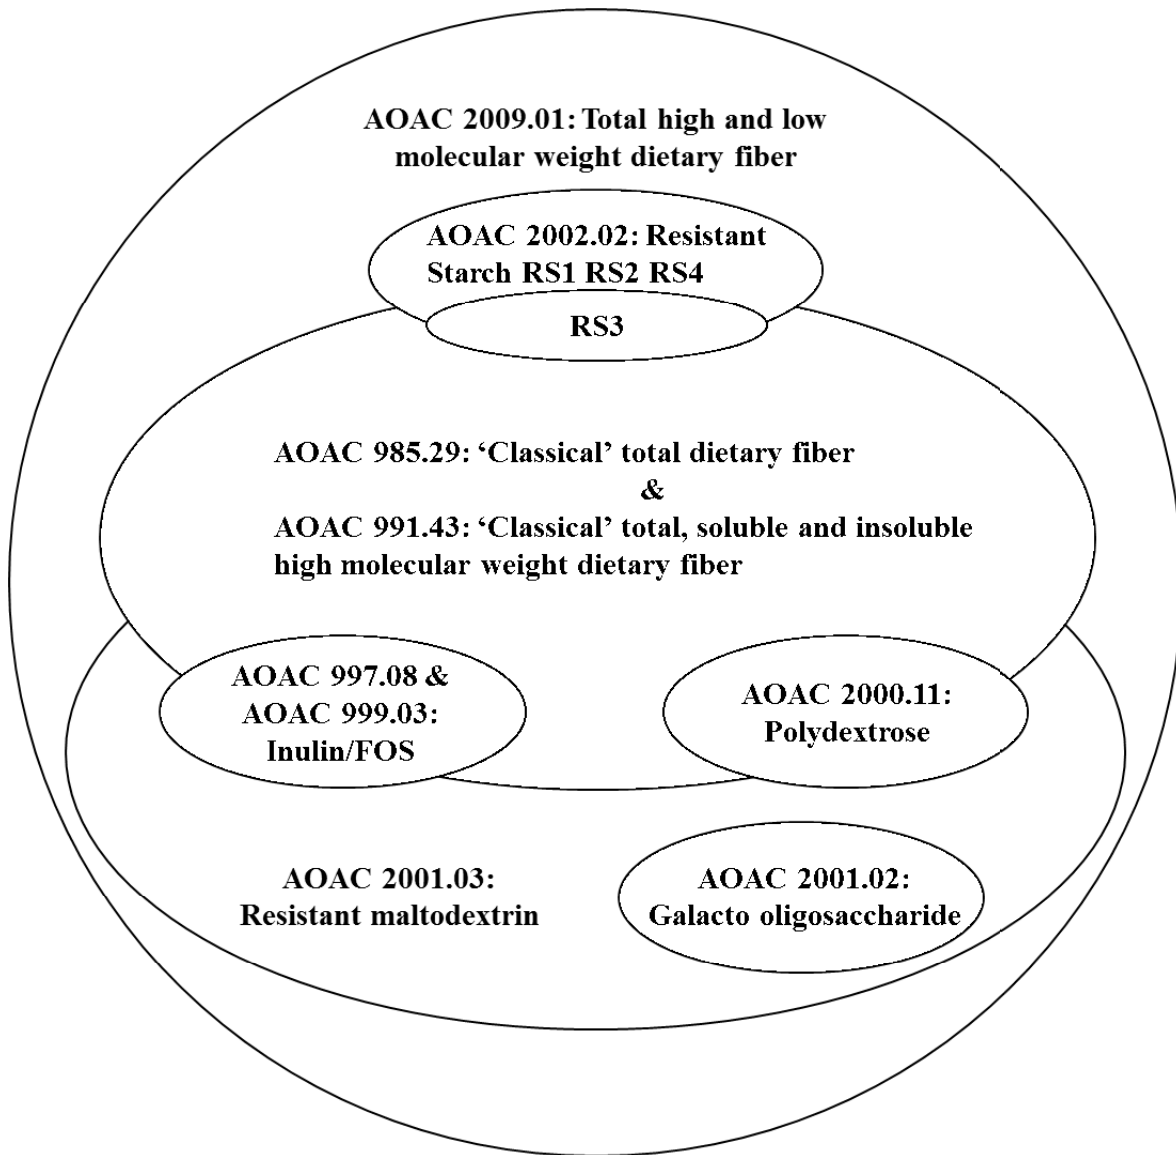 AOAC 2009.01: Total high and low
molecular weight dietary fiber
AOAC 2002.02: Resistant
Starch RS1 RS2 RS4
RS3
AOAC 985.29: ‘Classical’ total dietary fiber
&
AOAC 991.43: ‘Classical’ total, soluble and insoluble
high molecular weight dietary fiber
AOAC 997.08 &
AOAC 999.03:
Inulin/FOS
AOAC 2000.11:
Polydextrose
AOAC 2001.03:
Resistant maltodextrin
AOAC 2001.02:
Galacto oligosaccharide